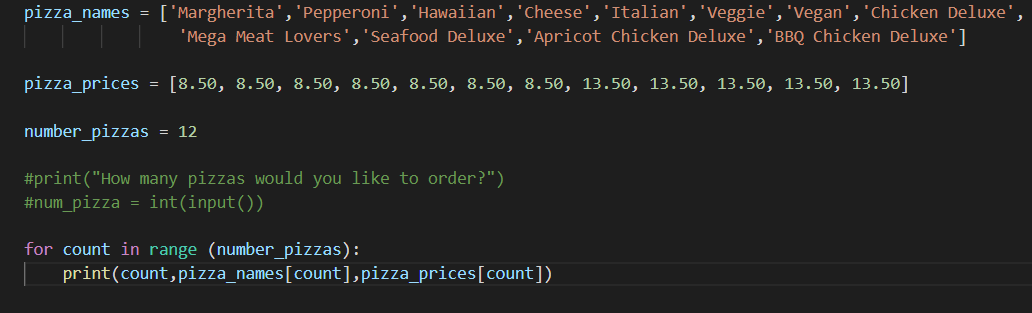 pizza_names = ['Margherita','Pepperoni','Hawaiian','Cheese','Italian','Veggie','Vegan','Chicken Deluxe',
'Mega Meat Lovers','Seafood Deluxe','Apricot Chicken Deluxe','BBQ Chicken Deluxe']
pizza_prices = [8.50, 8.50, 8.50, 8.50, 8.50, 8.50, 8.50, 13.50, 13.50, 13.50, 13.50, 13.50]
number_pizzas = 12
#print("How many pizzas would you like to order?")
#num_pizza = int(input())
for count in range (number_pizzas):
    print(count,pizza_names[count],pizza_prices[count])